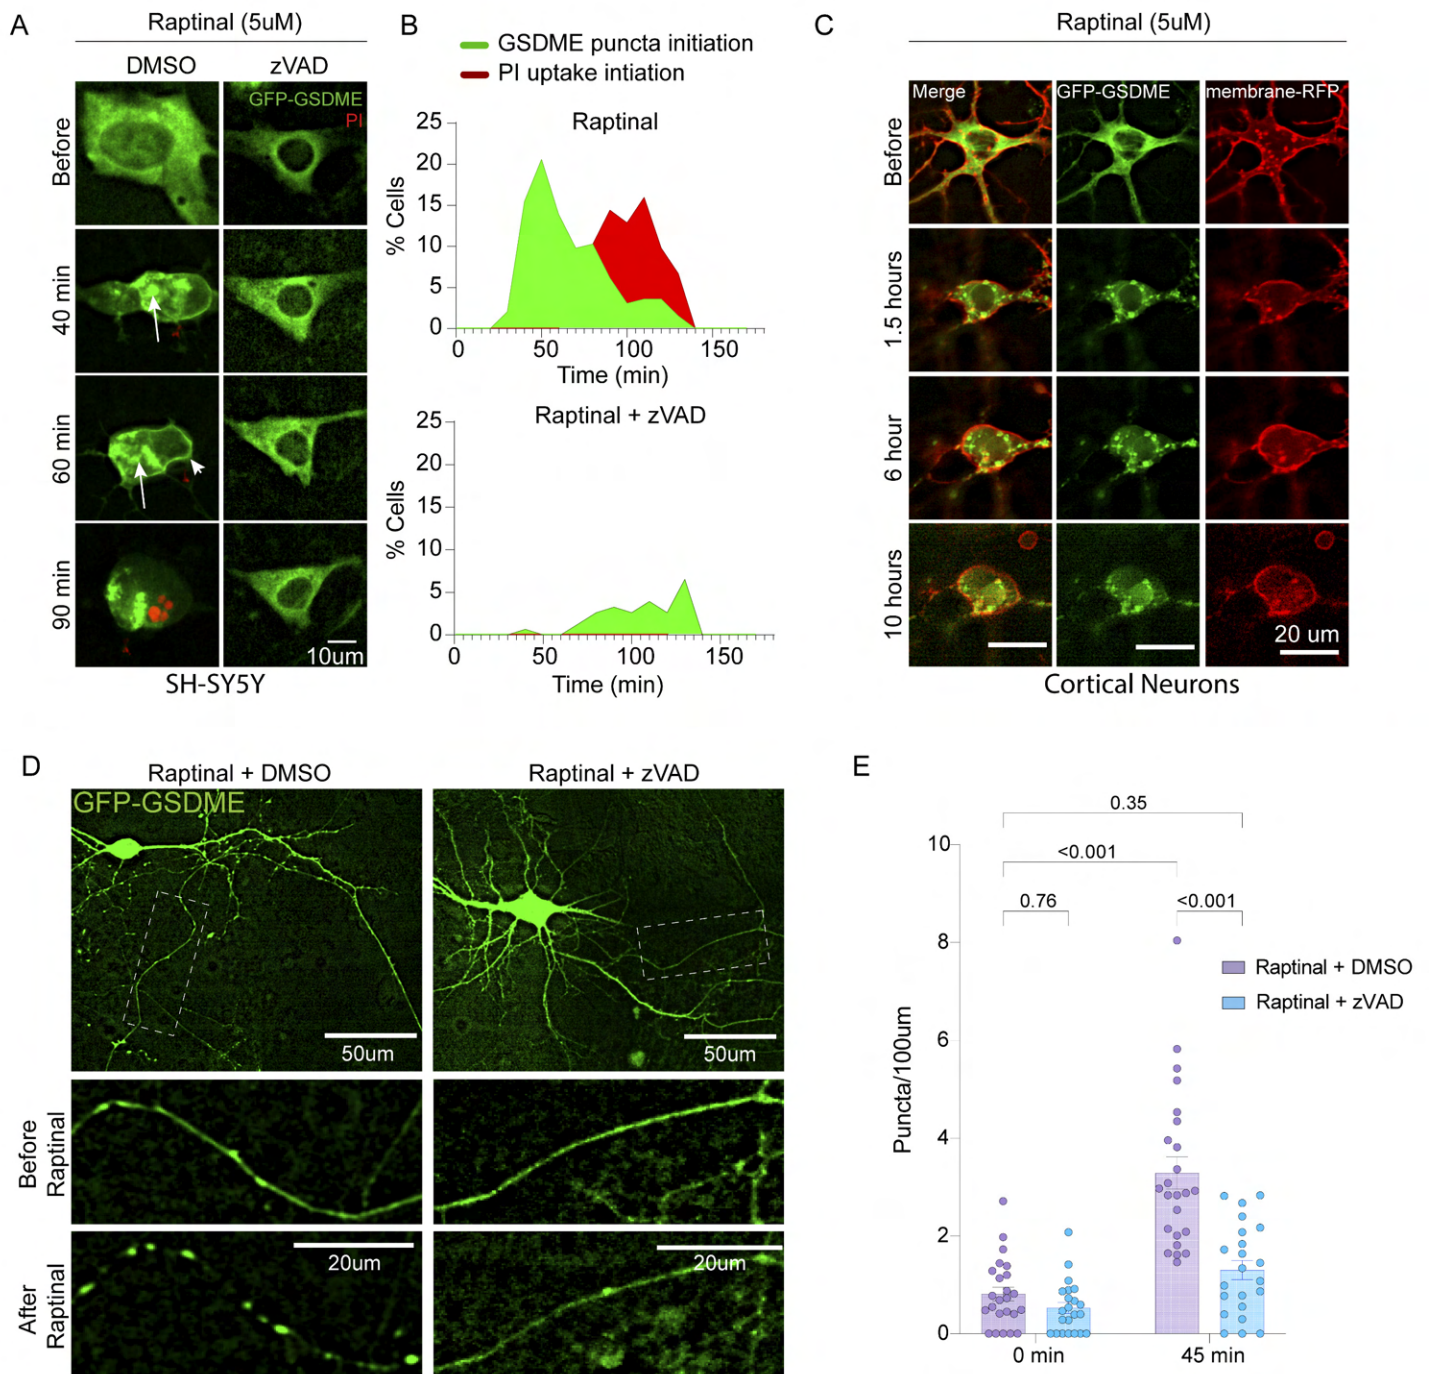 A
Raptinal (5uM)
DMSO
zVAD
GFP-GSDME
PI
Before
40 min
60 min
90 min
10um
SH-SY5Y
B
GSDME puncta initiation
PI uptake intiation
Raptinal
25
20
15
10
5
0
% Cells
0 50 100 150
Time (min)
Raptinal + zVAD
25
20
15
10
5
0
% Cells
0 50 100 150
Time (min)
C
Raptinal (5uM)
Merge
GFP-GSDME
membrane-RFP
Before
1.5 hours
6 hour
10 hours
20 um
Cortical Neurons
D
Raptinal + DMSO
Raptinal + zVAD
GFP-GSDME
50um
50um
Before
Raptinal
After
Raptinal
20um
20um
E
0.35
<0.001
0.76
<0.001
10
8
6
4
2
0
Puncta/100um
Raptinal + DMSO
Raptinal + zVAD
0 min
45 min